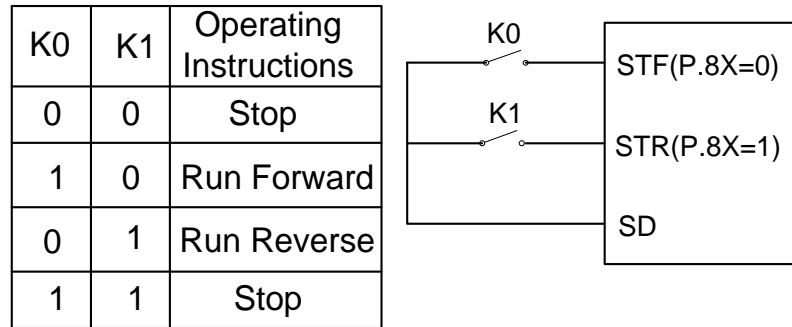 K0 K1 Operating
Instructions
0 0 Stop
1 0 Run Forward
0 1 Run Reverse
1 1 Stop
K0
STF(P.8X=0)
K1
STR(P.8X=1)
SD